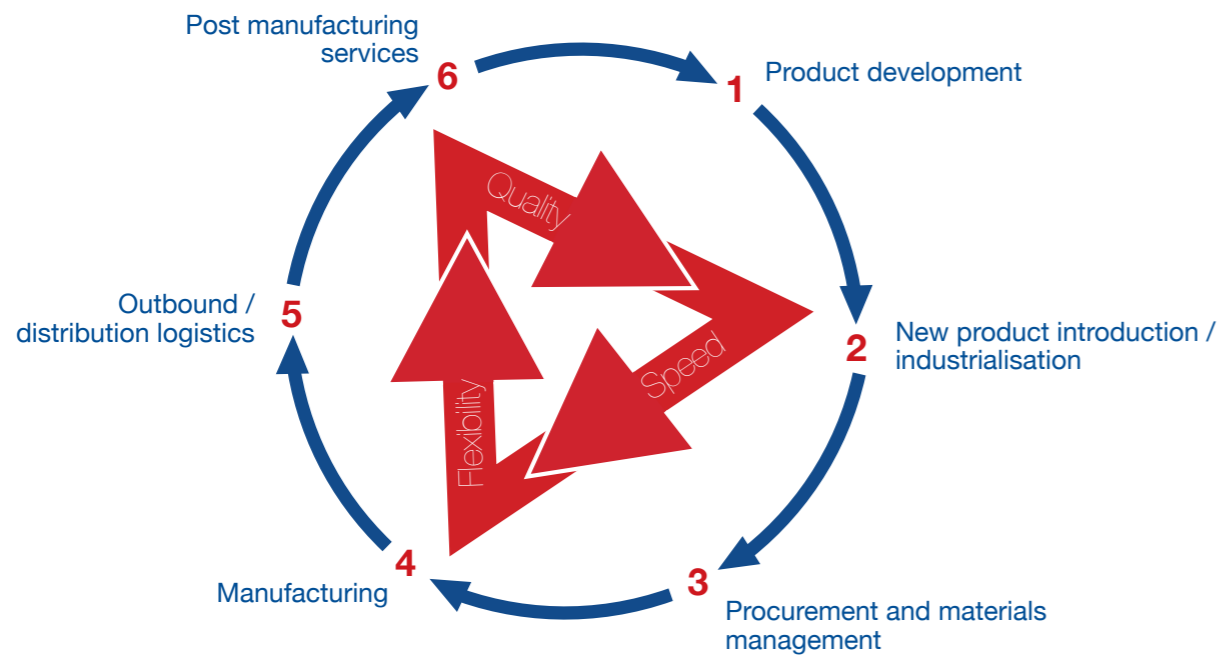 Post manufacturing
services
6
1
Product development
Quality
Outbound /
distribution logistics
5
2
New product introduction /
industrialisation
Speed
Flexibility
4
Manufacturing
3
Procurement and materials
management